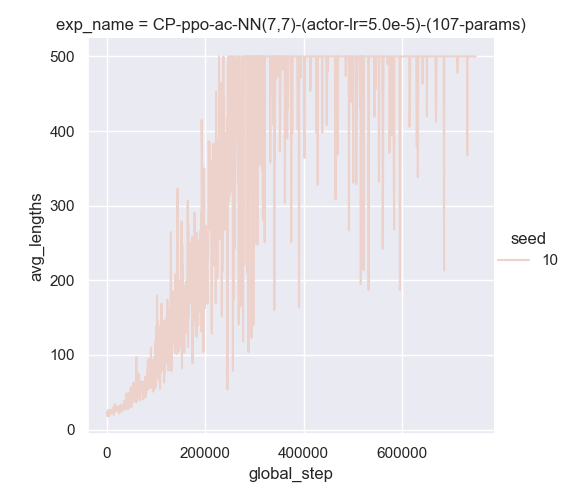 exp_name = CP-ppo-ac-NN(7,7)-(actor-lr=5.0e-5)-(107-params)
500
400
300
200
100
0
avg_lengths
0 200000 400000 600000
global_step
seed
10